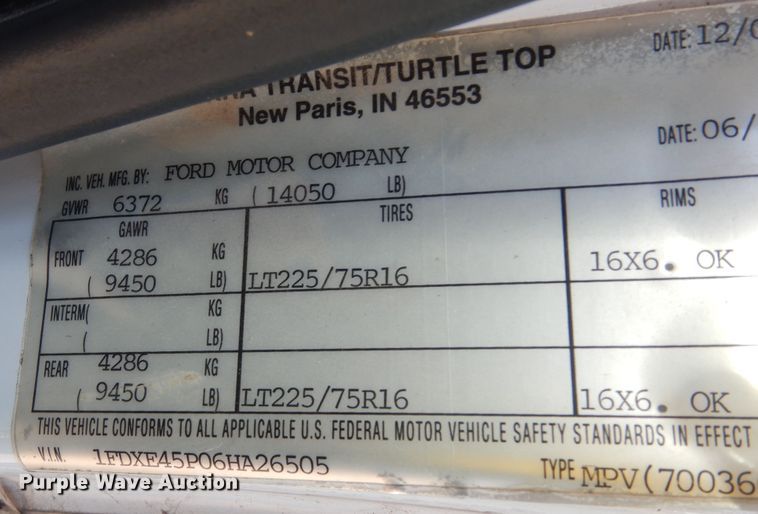 TRANSIT/TURTLE TOP
New Paris, IN 46553
DATE: 12/0
DATE: 06/
INC. VEH. MFG. BY: FORD MOTOR COMPANY
GVWR 6372 KG ( 14050 LB)
GAWR TIRES RIMS
FRONT 4286 KG
( 9450 LB) LT225/75R16 16X6. OK
INTERM( KG
( LB)
REAR 4286 KG
( 9450 LB) LT225/75R16 16X6. OK
THIS VEHICLE CONFORMS TO ALL APPLICABLE U.S. FEDERAL MOTOR VEHICLE SAFETY STANDARDS IN EFFECT
V.I.N. 1FDXE45P06HA26505 TYPE MPV(70036
Purple Wave Auction